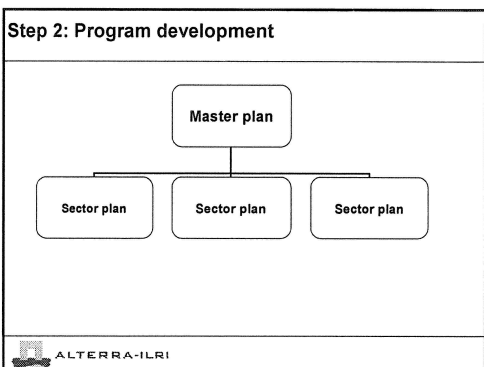 Step 2: Program development
Master plan
Sector plan
Sector plan
Sector plan
ALTERRA-ILRI